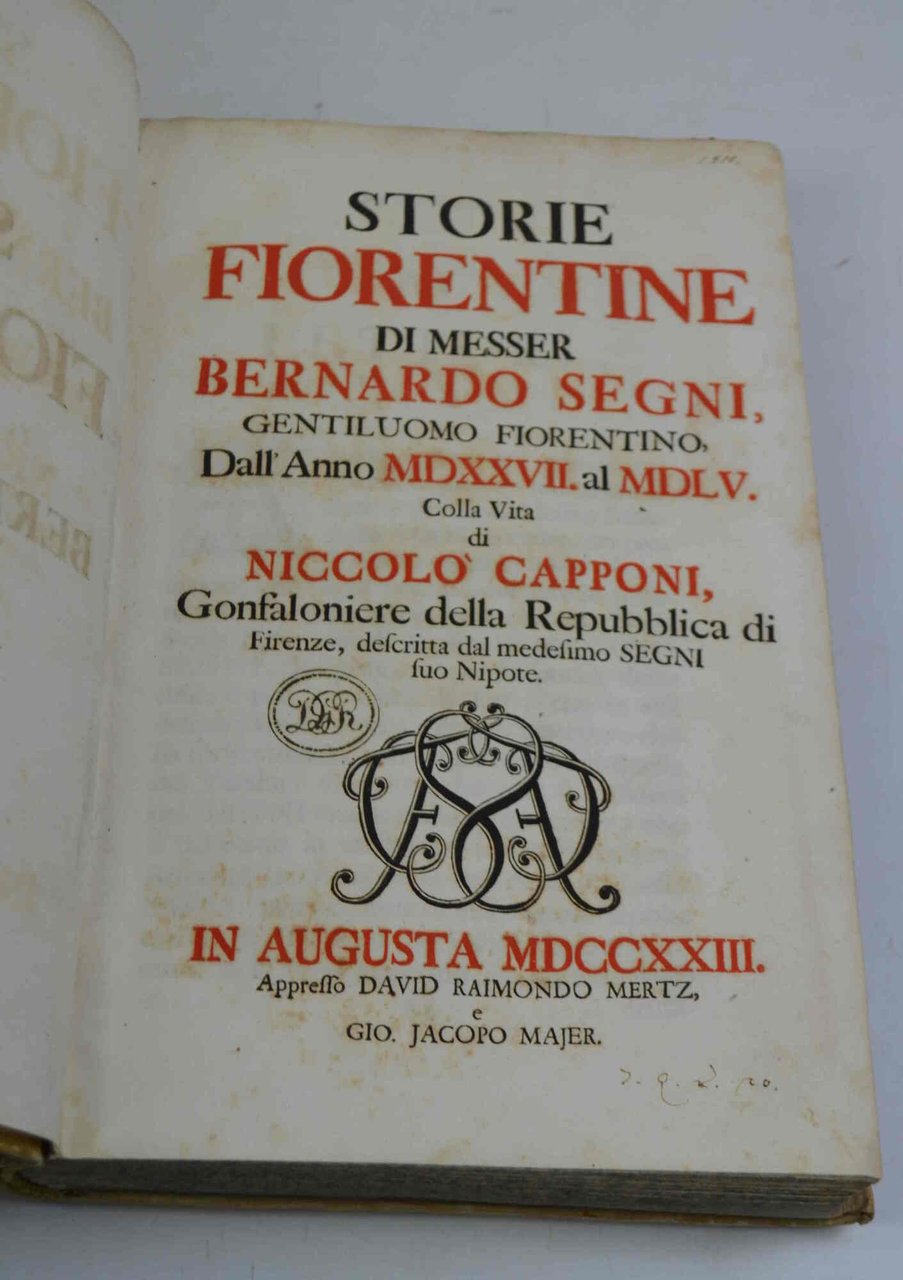 STORIE
FIORENTINE
DI MESSER
BERNARDO SEGNI,
GENTILUOMO FIORENTINO,
Dall'Anno MDXXVII. al MDLV.
Colla Vita
di
NICCOLO' CAPPONI,
Gonfaloniere della Repubblica di
Firenze, deſcritta dal medeſimo SEGNI
ſuo Nipote.
IN AUGUSTA MDCCXXIII.
Appreſſo DAVID RAIMONDO MERTZ,
e
GIO. JACOPO MAJER.